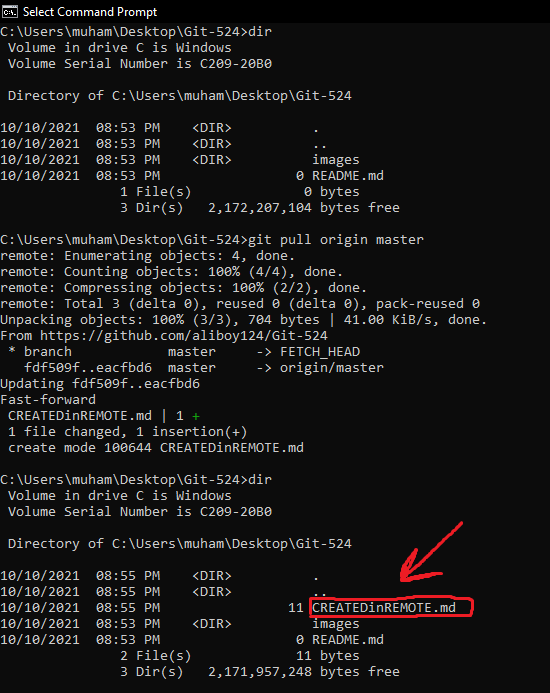 Select Command Prompt
C:\Users\muham\Desktop\Git-524>dir
Volume in drive C is Windows
Volume Serial Number is C209-20B0
Directory of C:\Users\muham\Desktop\Git-524
10/10/2021  08:53 PM    <DIR>          .
10/10/2021  08:53 PM    <DIR>          ..
10/10/2021  08:53 PM    <DIR>          images
10/10/2021  08:53 PM                 0 README.md
1 File(s)              0 bytes
3 Dir(s)   2,172,207,104 bytes free
C:\Users\muham\Desktop\Git-524>git pull origin master
remote: Enumerating objects: 4, done.
remote: Counting objects: 100% (4/4), done.
remote: Compressing objects: 100% (2/2), done.
remote: Total 3 (delta 0), reused 0 (delta 0), pack-reused 0
Unpacking objects: 100% (3/3), 704 bytes | 41.00 KiB/s, done.
From https://github.com/aliboy124/Git-524
* branch            master     -> FETCH_HEAD
fdf509f..eacfbd6  master     -> origin/master
Updating fdf509f..eacfbd6
Fast-forward
CREATEDinREMOTE.md | 1 +
1 file changed, 1 insertion(+)
create mode 100644 CREATEDinREMOTE.md
C:\Users\muham\Desktop\Git-524>dir
Volume in drive C is Windows
Volume Serial Number is C209-20B0
Directory of C:\Users\muham\Desktop\Git-524
10/10/2021  08:55 PM    <DIR>          .
10/10/2021  08:55 PM    <DIR>          ..
10/10/2021  08:55 PM                11 CREATEDinREMOTE.md
10/10/2021  08:53 PM    <DIR>          images
10/10/2021  08:53 PM                 0 README.md
2 File(s)             11 bytes
3 Dir(s)   2,171,957,248 bytes free